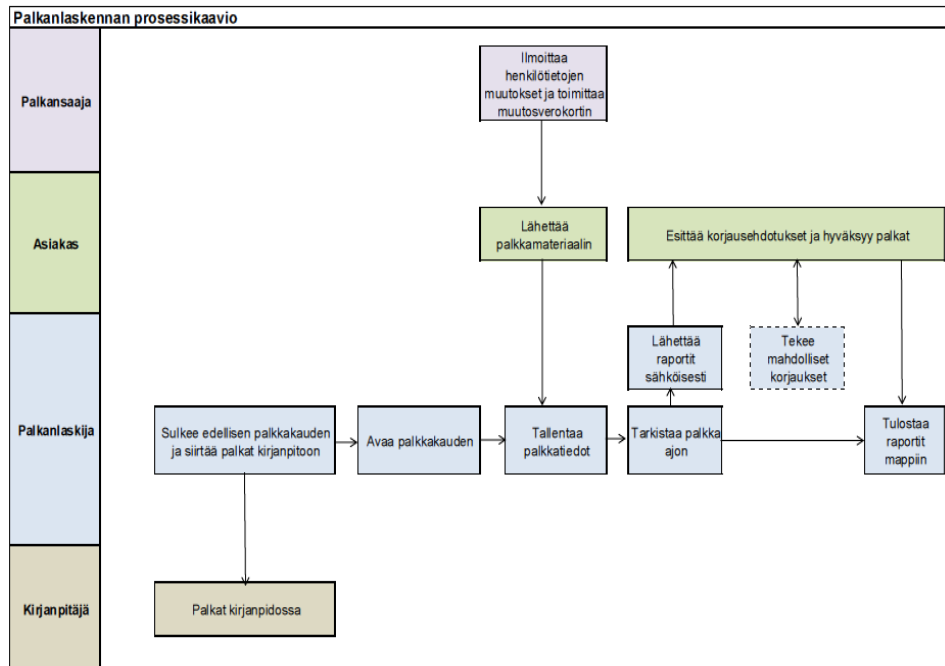 Palkanlaskennan prosessikaavio
Palkansaaja
Ilmoittaa
henkilötietojen
muutokset ja toimittaa
muutosverokortin
Asiakas
Lähettää
palkkamateriaalin
Esittää korjausehdotukset ja hyväksyy palkat
Palkanlaskija
Lähettää
raportit
sähköisesti
Tekee
mahdolliset
korjaukset
Sulkee edellisen palkkakauden
ja siirtää palkat kirjanpitoon
Avaa palkkakauden
Tallentaa
palkkatiedot
Tarkistaa palkka
ajon
Tulostaa
raportit
mappiin
Kirjanpitäjä
Palkat kirjanpidossa